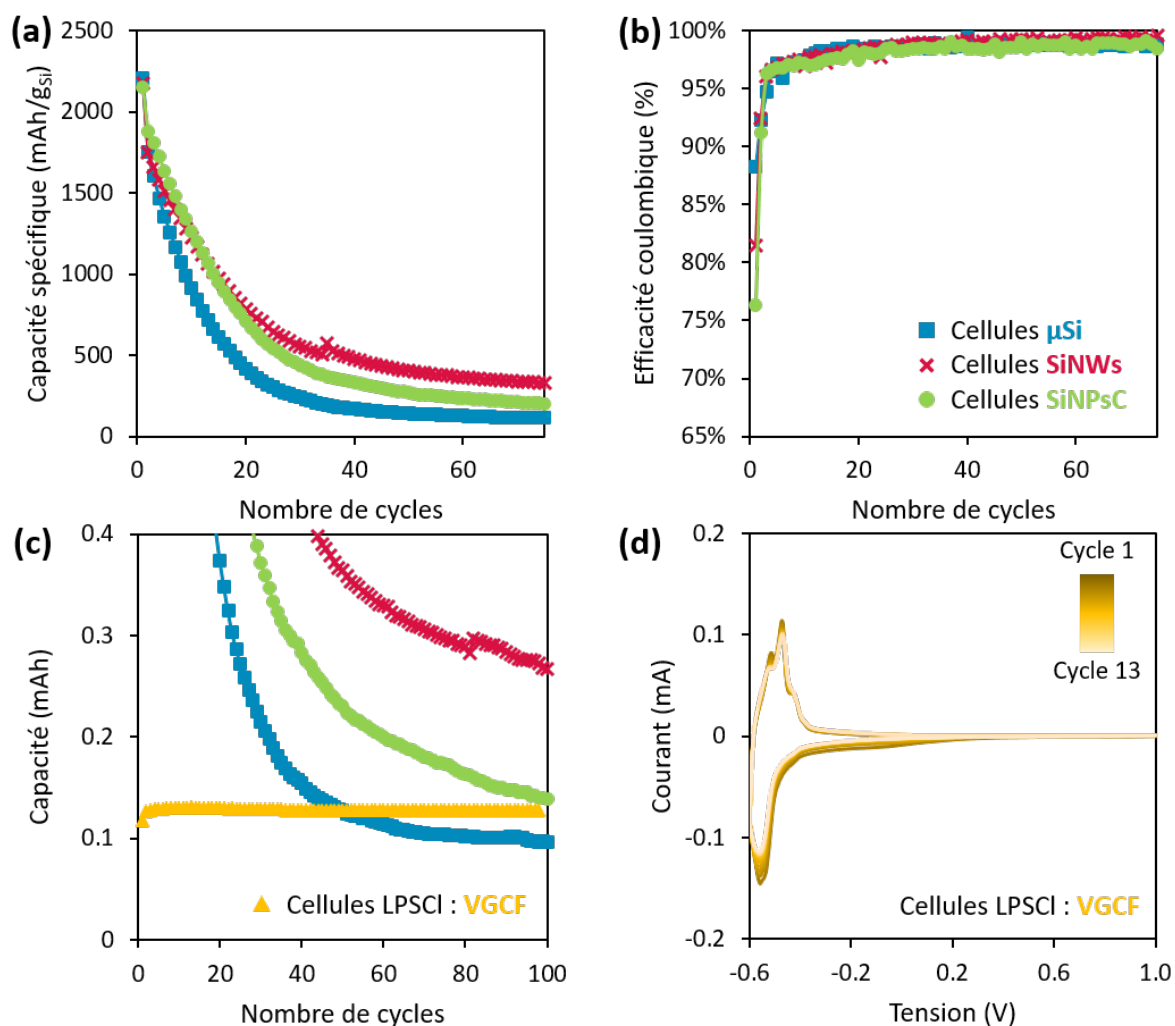 (a)
2500
2000
1500
1000
500
0
Capacité spécifique (mAh/gSi)
0 20 40 60
Nombre de cycles
(b)
100%
95%
90%
85%
80%
75%
70%
65%
Efficacité coulombique (%)
Cellules µSi
Cellules SiNWs
Cellules SiNPsC
0 20 40 60
Nombre de cycles
(c)
0.4
0.3
0.2
0.1
0
Capacité (mAh)
Cellules LPSCl : VGCF
0 20 40 60 80 100
Nombre de cycles
(d)
0.2
0.1
0
-0.1
-0.2
Courant (mA)
Cycle 1
Cycle 13
Cellules LPSCl : VGCF
-0.6 -0.2 0.2 0.6 1.0
Tension (V)